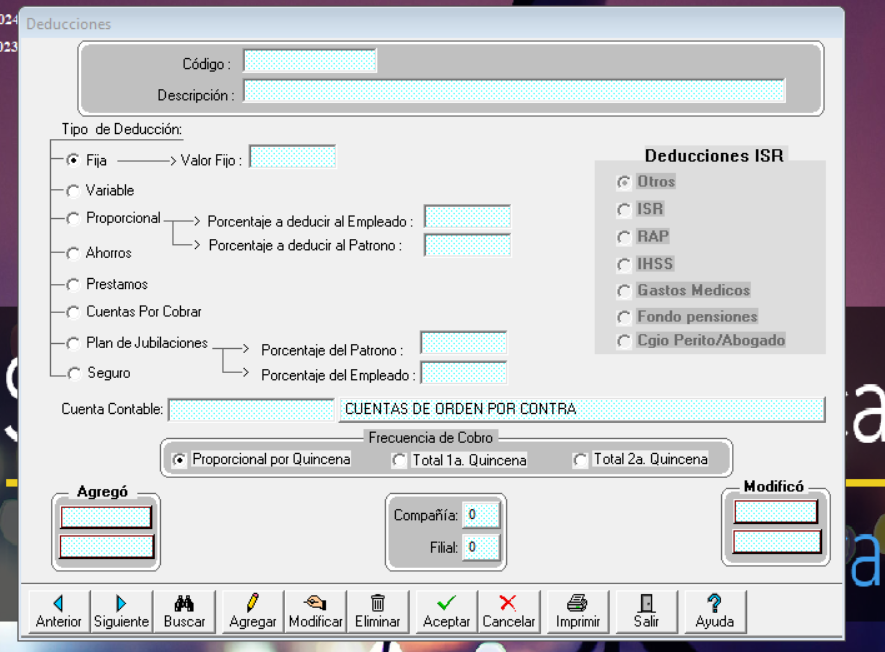 024
Deducciones
023
Código :
Descripción :
Tipo de Deducción:
Fija
Valor Fijo :
Variable
Proporcional
Porcentaje a deducir al Empleado :
Porcentaje a deducir al Patrono :
Ahorros
Prestamos
Cuentas Por Cobrar
Plan de Jubilaciones
Porcentaje del Patrono :
Porcentaje del Empleado :
Seguro
Deducciones ISR
Otros
ISR
RAP
IHSS
Gastos Medicos
Fondo pensiones
Cgio Perito/Abogado
Cuenta Contable:
CUENTAS DE ORDEN POR CONTRA
Frecuencia de Cobro
Proporcional por Quincena
Total 1a. Quincena
Total 2a. Quincena
Agregó
Compañía: 0
Filial: 0
Modificó
Anterior Siguiente Buscar Agregar Modificar Eliminar Aceptar Cancelar Imprimir Salir Ayuda